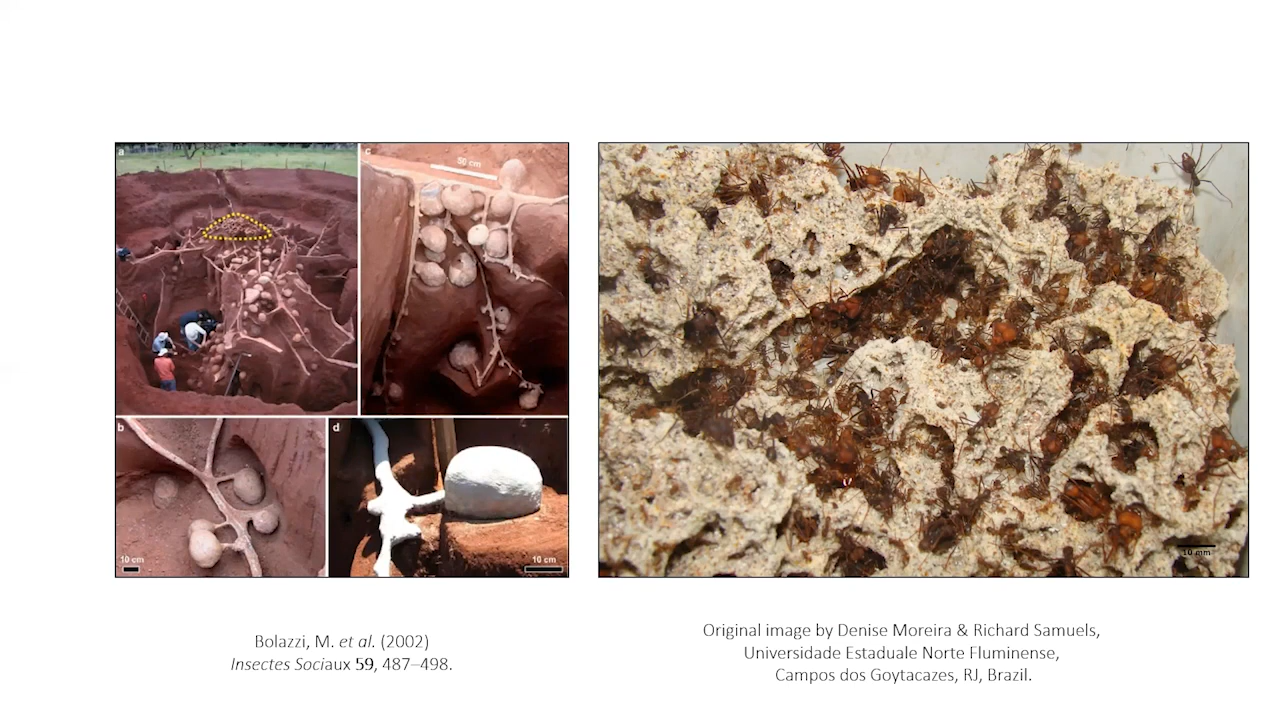 a
c
50 cm
b
d
10 cm
10 cm
10 mm
Bolazzi, M. et al. (2002)
Insectes Sociaux 59, 487–498.
Original image by Denise Moreira & Richard Samuels,
Universidade Estaduale Norte Fluminense,
Campos dos Goytacazes, RJ, Brazil.